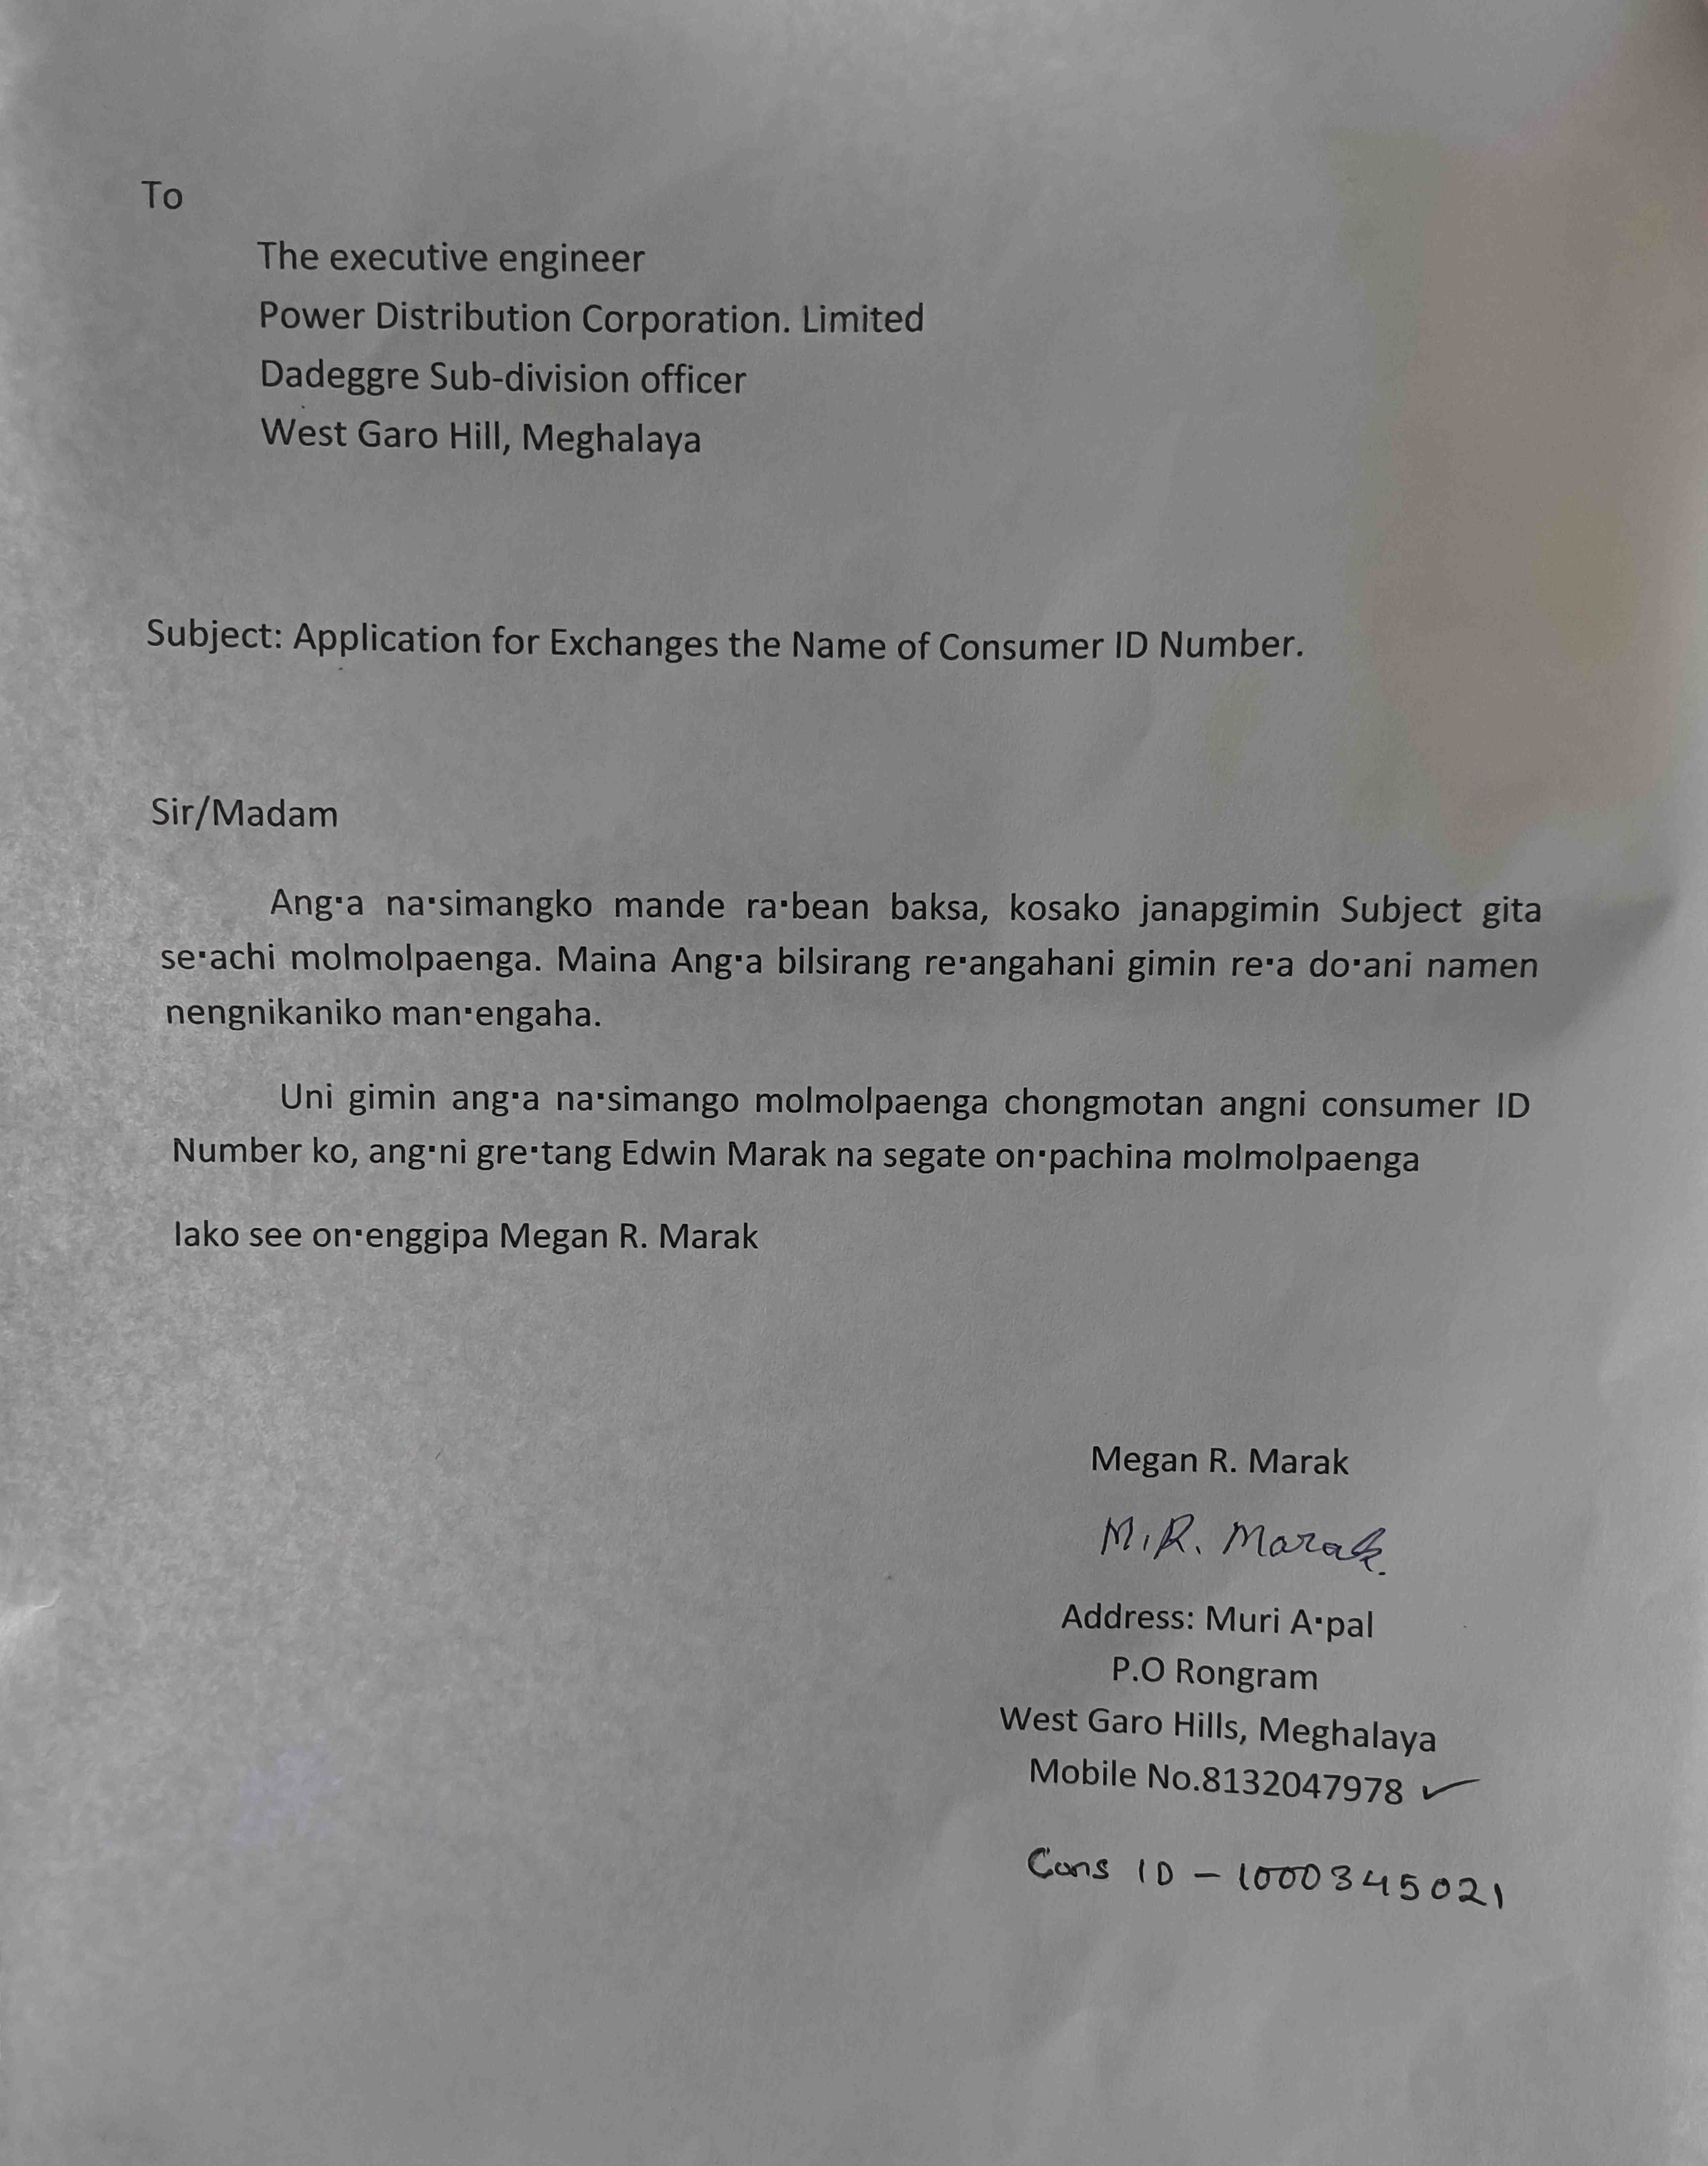 To
The executive engineer
Power Distribution Corporation. Limited
Dadeggre Sub-division officer
West Garo Hill, Meghalaya
Subject: Application for Exchanges the Name of Consumer ID Number.
Sir/Madam
Ang·a na·simangko mande ra·bean baksa, kosako janapgimin Subject gita
se·achi molmolpaenga. Maina Ang·a bilsirang re·angahani gimin re·a do·ani namen
nengnikaniko man·engaha.
Uni gimin ang·a na·simango molmolpaenga chongmotan angni consumer ID
Number ko, ang·ni gre·tang Edwin Marak na segate on·pachina molmolpaenga
Iako see on·enggipa Megan R. Marak
Megan R. Marak
M.R. Marak.
Address: Muri A·pal
P.O Rongram
West Garo Hills, Meghalaya
Mobile No.8132047978 ✓
Cons ID - 1000345021